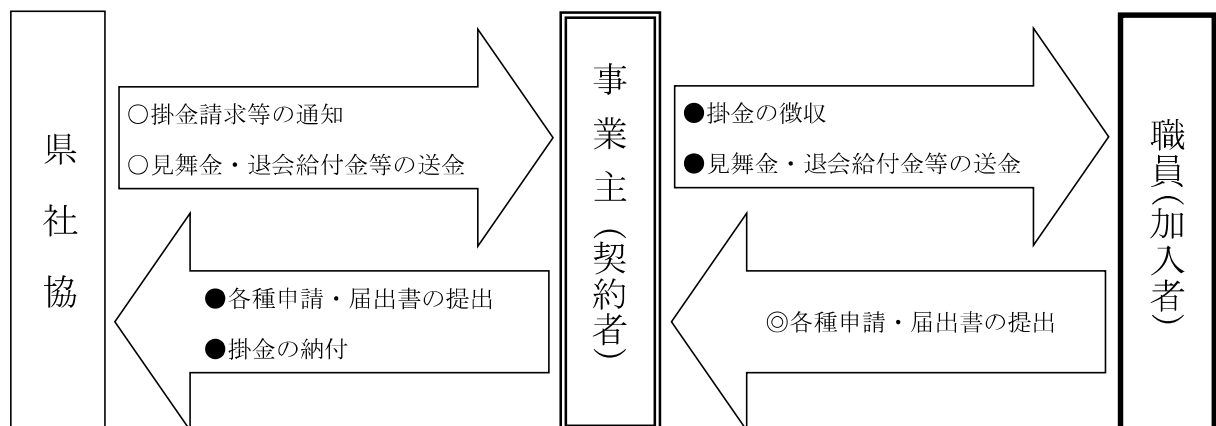 県社協
○掛金請求等の通知
○見舞金・退会給付金等の送金
●各種申請・届出書の提出
●掛金の納付
事業主(契約者)
●掛金の徴収
●見舞金・退会給付金等の送金
◎各種申請・届出書の提出
職員(加入者)